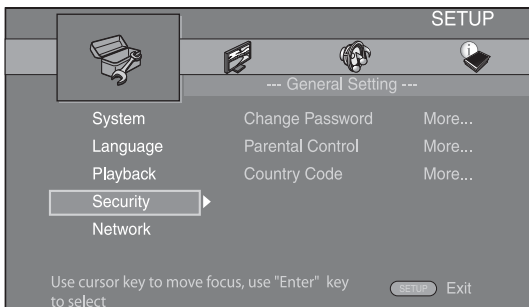 SETUP
--- General Setting ---
System Change Password More...
Language Parental Control More...
Playback Country Code More...
Security
Network
Use cursor key to move focus, use "Enter" key
to select
SETUP Exit